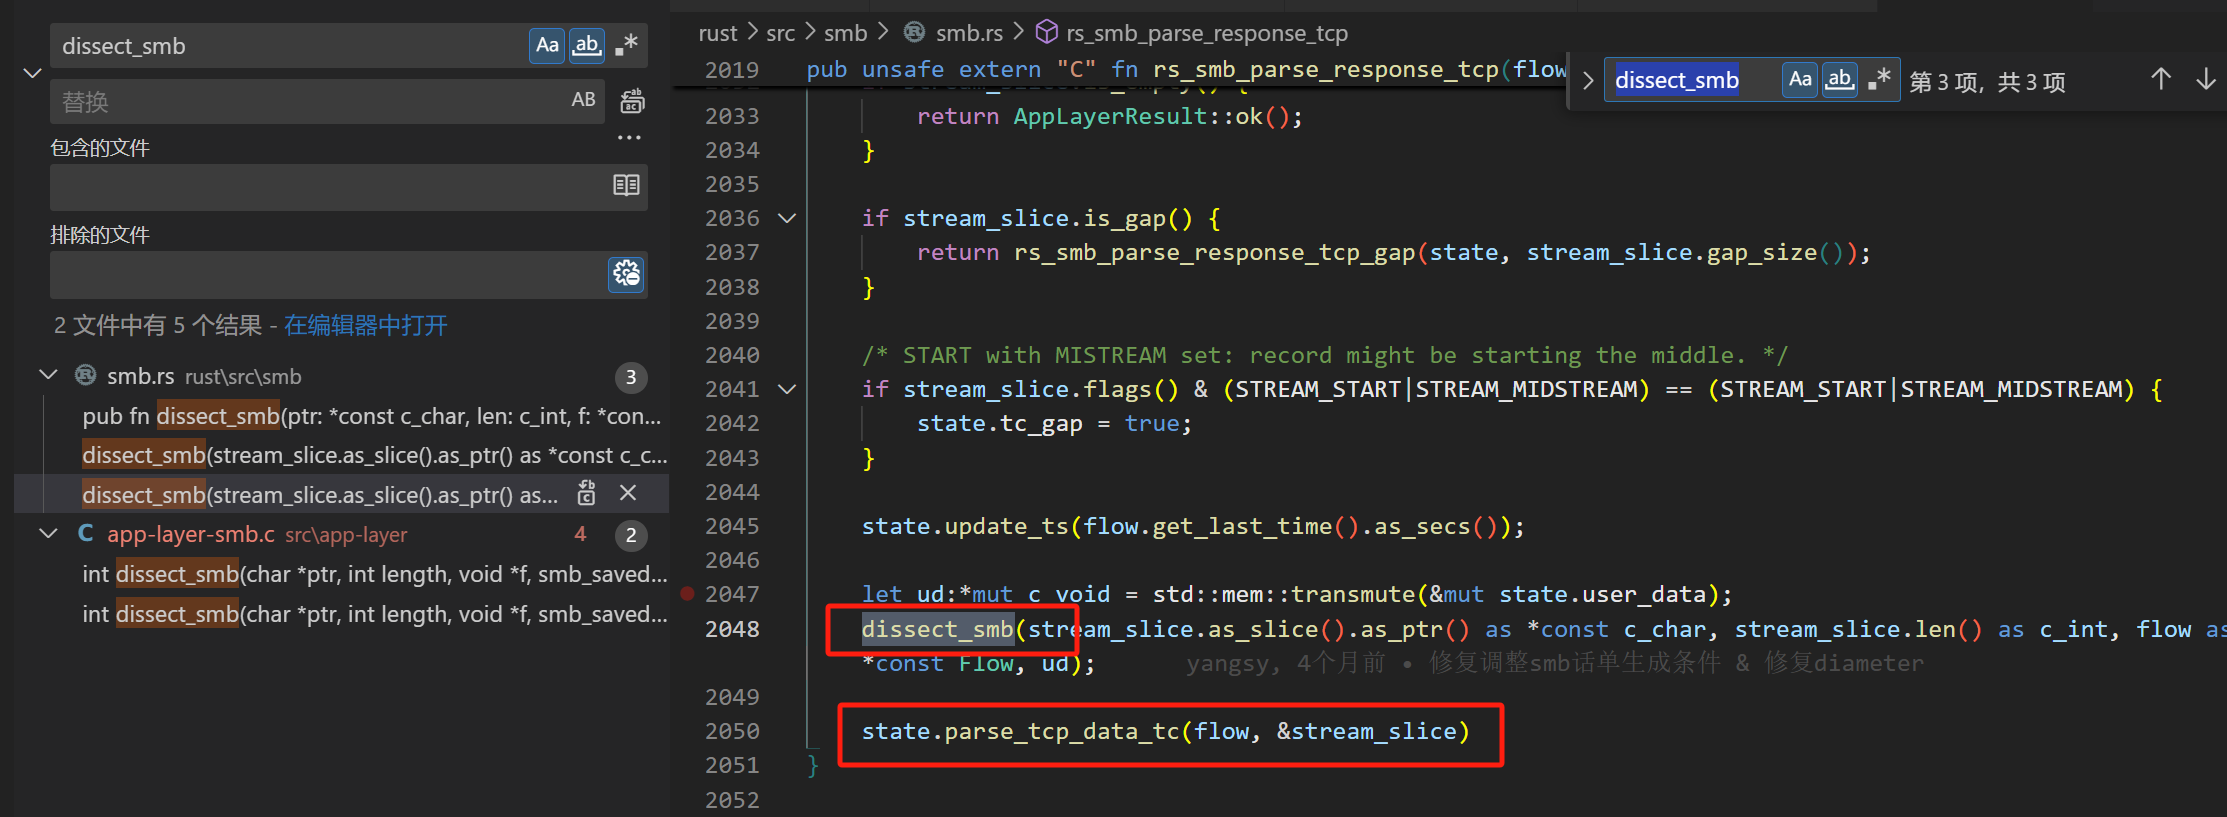 dissect_smb
Aa
ab
.*
替换
AB
...
包含的文件
排除的文件
2 文件中有 5 个结果 - 在编辑器中打开
smb.rs rust\src\smb 3
pub fn dissect_smb(ptr: *const c_char, len: c_int, f: *con...
dissect_smb(stream_slice.as_slice().as_ptr() as *const c_c...
dissect_smb(stream_slice.as_slice().as_ptr() as...
C app-layer-smb.c src\app-layer 4 2
int dissect_smb(char *ptr, int length, void *f, smb_saved...
int dissect_smb(char *ptr, int length, void *f, smb_saved...
rust > src > smb > smb.rs > rs_smb_parse_response_tcp
2019 pub unsafe extern "C" fn rs_smb_parse_response_tcp(flow
dissect_smb Aa ab .* 第 3 项, 共 3 项
2033 return AppLayerResult::ok();
2034 }
2035
2036 if stream_slice.is_gap() {
2037 return rs_smb_parse_response_tcp_gap(state, stream_slice.gap_size());
2038 }
2039
2040 /* START with MISTREAM set: record might be starting the middle. */
2041 if stream_slice.flags() & (STREAM_START|STREAM_MIDSTREAM) == (STREAM_START|STREAM_MIDSTREAM) {
2042 state.tc_gap = true;
2043 }
2044
2045 state.update_ts(flow.get_last_time().as_secs());
2046
2047 let ud:*mut c_void = std::mem::transmute(&mut state.user_data);
2048 dissect_smb(stream_slice.as_slice().as_ptr() as *const c_char, stream_slice.len() as c_int, flow as
*const Flow, ud); yangsy, 4个月前 • 修复调整smb话单生成条件 & 修复diameter
2049
2050 state.parse_tcp_data_tc(flow, &stream_slice)
2051 }
2052